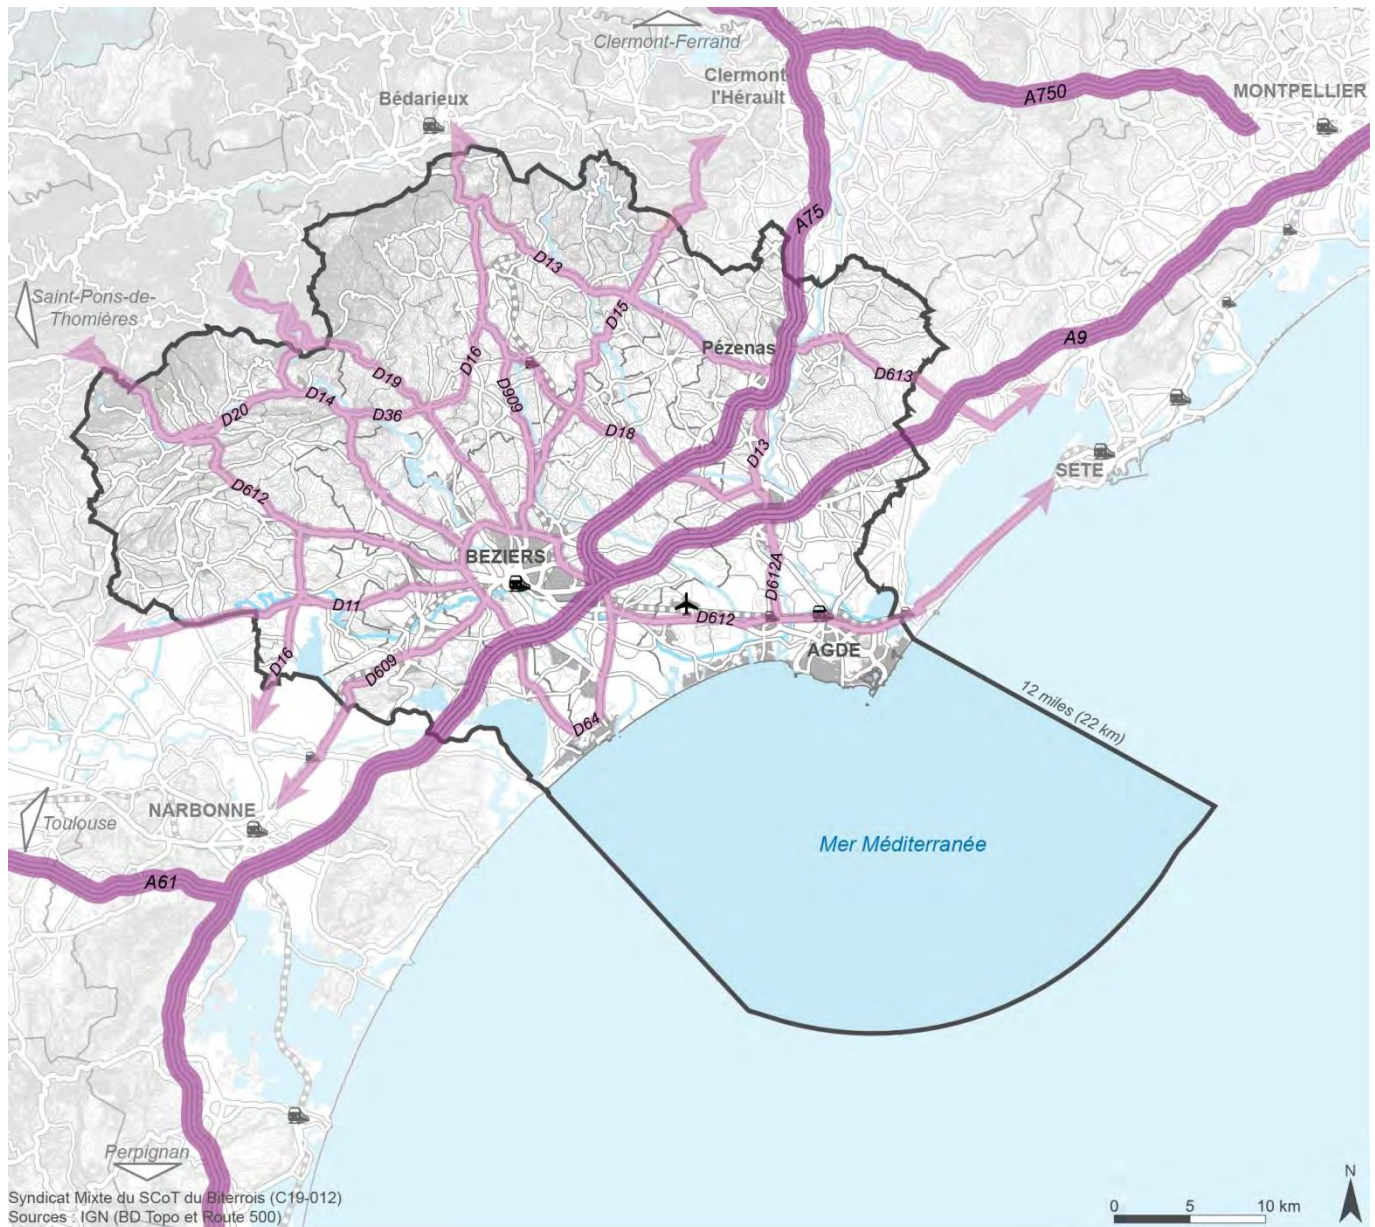 Clermont-Ferrand
Clermont
l'Hérault
A750
MONTPELLIER
Bédarieux
A75
D13
Saint-Pons-de-
Thomières
D15
A9
Pézenas
D16
D19
D613
D909
D14
D36
D20
D18
D13
SETE
D612
BEZIERS
D612A
D11
D612
AGDE
D16
D609
12 miles (22 km)
D64
NARBONNE
Toulouse
Mer Méditerranée
A61
Perpignan
N
Syndicat Mixte du SCoT du Biterrois (C19-012)
Sources : IGN (BD Topo et Route 500)
0 5 10 km